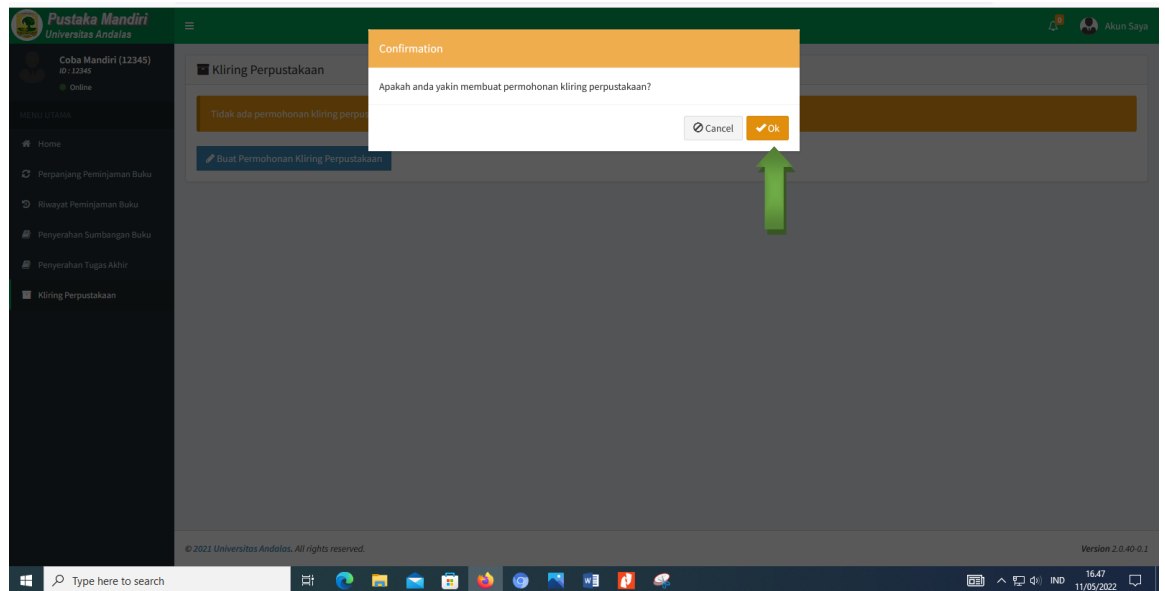 Pustaka Mandiri
Universitas Andalas
0
Akun Saya
Coba Mandiri (12345)
ID : 12345
Online
MENU UTAMA
Home
Perpanjang Peminjaman Buku
Riwayat Peminjaman Buku
Penyerahan Sumbangan Buku
Penyerahan Tugas Akhir
Kliring Perpustakaan
Kliring Perpustakaan
Tidak ada permohonan kliring perpus
Buat Permohonan Kliring Perpustakaan
Confirmation
Apakah anda yakin membuat permohonan kliring perpustakaan?
Cancel
Ok
© 2021 Universitas Andalas. All rights reserved.
Version 2.0.40-0.1
Type here to search
IND
16.47
11/05/2022